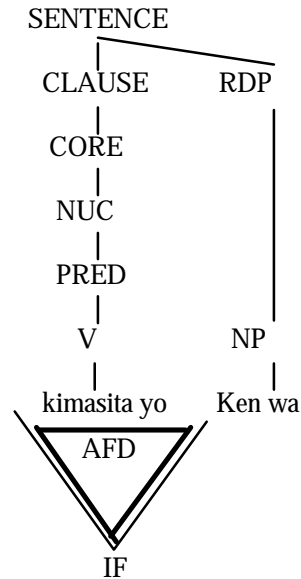 SENTENCE
CLAUSE RDP
CORE
NUC
PRED
V NP
kimasita yo Ken wa
AFD
IF